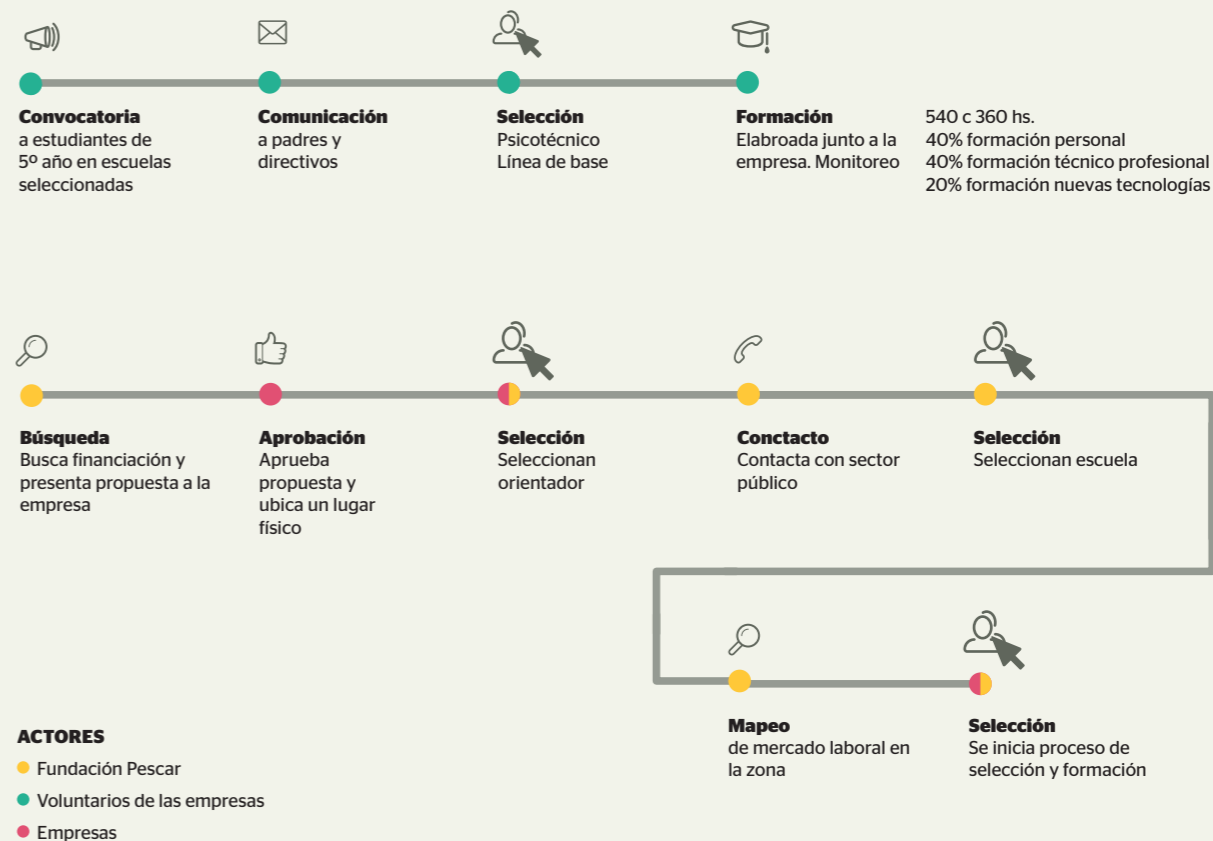 Convocatoria
a estudiantes de
5º año en escuelas
seleccionadas
Comunicación
a padres y
directivos
Selección
Psicotécnico
Línea de base
Formación
Elabroada junto a la
empresa. Monitoreo
540 c 360 hs.
40% formación personal
40% formación técnico profesional
20% formación nuevas tecnologías
Búsqueda
Busca financiación y
presenta propuesta a la
empresa
Aprobación
Aprueba
propuesta y
ubica un lugar
físico
Selección
Seleccionan
orientador
Conctacto
Contacta con sector
público
Selección
Seleccionan escuela
Mapeo
de mercado laboral en
la zona
Selección
Se inicia proceso de
selección y formación
ACTORES
Fundación Pescar
Voluntarios de las empresas
Empresas